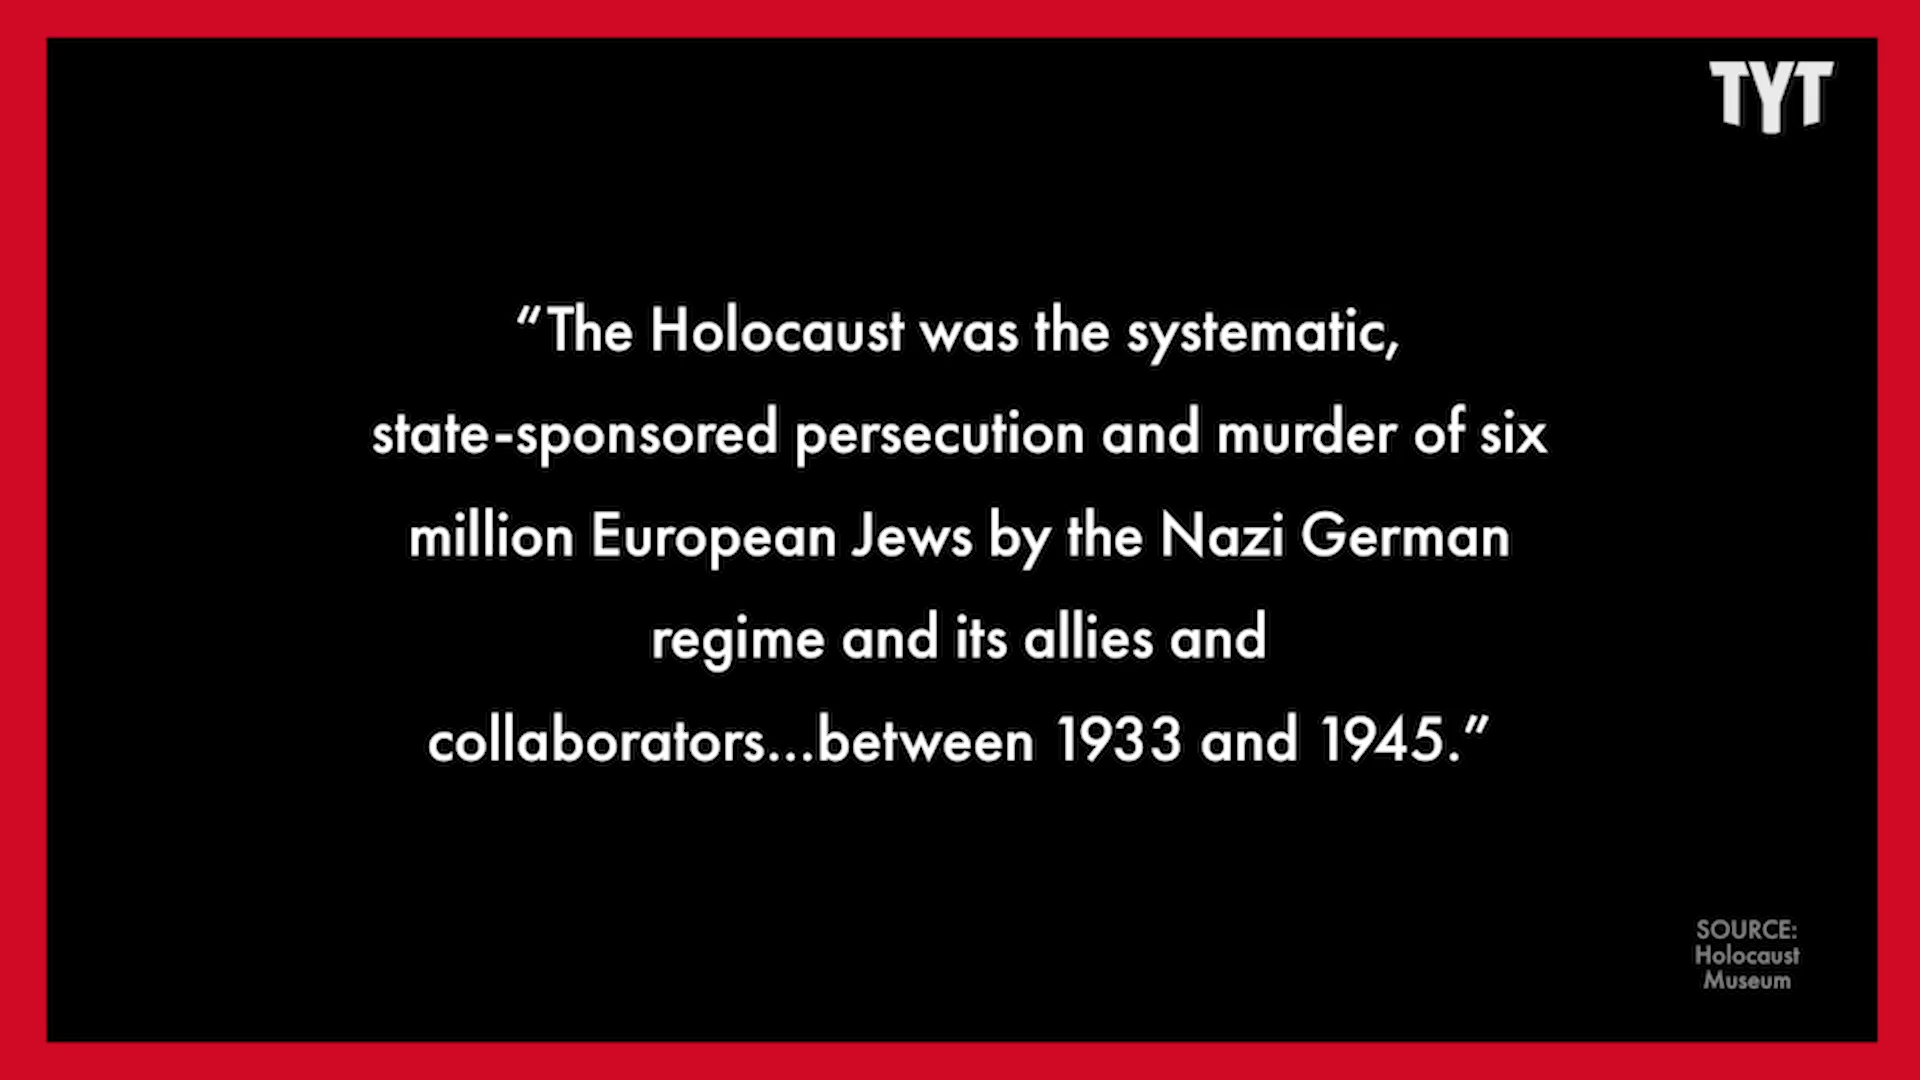 TYT
“The Holocaust was the systematic,
state-sponsored persecution and murder of six
million European Jews by the Nazi German
regime and its allies and
collaborators...between 1933 and 1945.”
SOURCE:
Holocaust
Museum